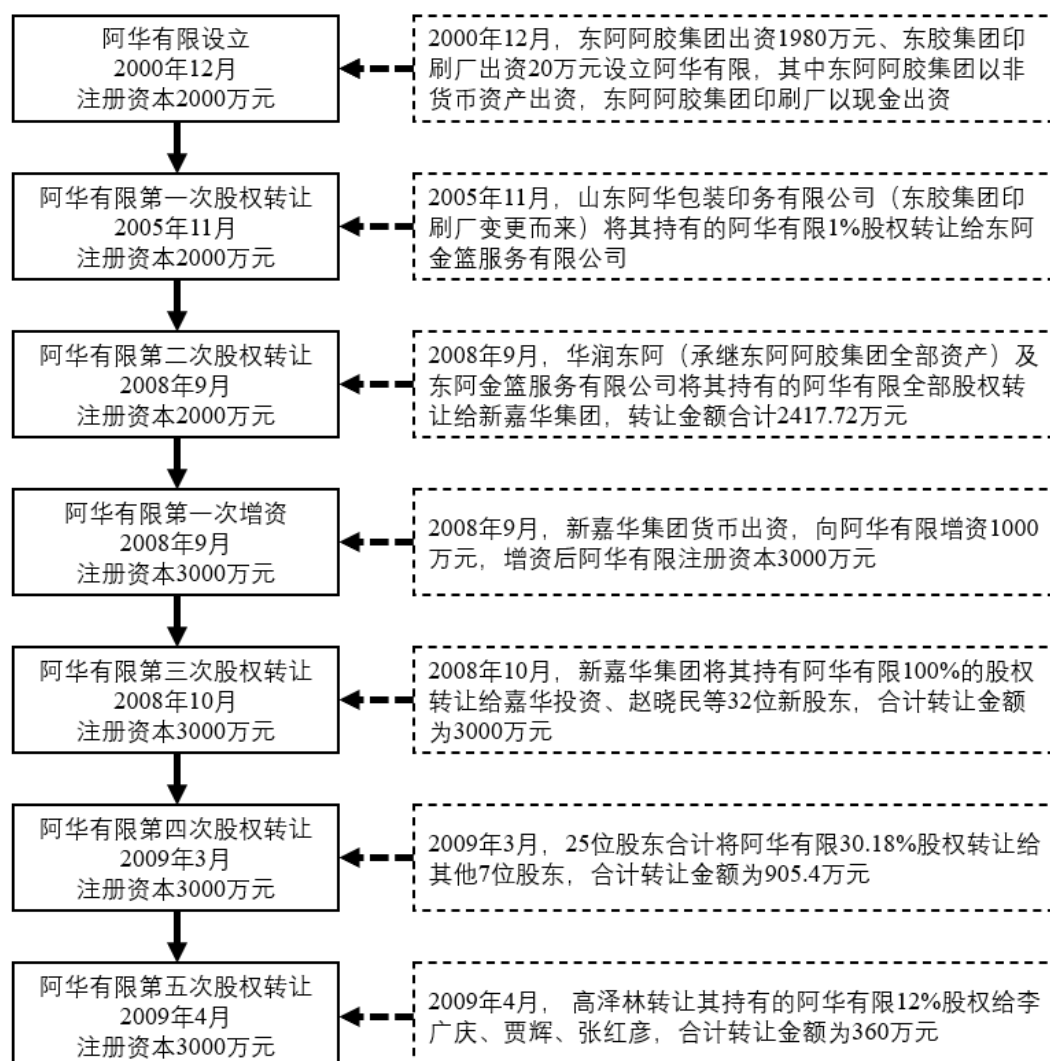 阿华有限设立
2000年12月
注册资本2000万元
2000年12月，东阿阿胶集团出资1980万元、东胶集团印
刷厂出资20万元设立阿华有限，其中东阿阿胶集团以非
货币资产出资，东阿阿胶集团印刷厂以现金出资
阿华有限第一次股权转让
2005年11月
注册资本2000万元
2005年11月，山东阿华包装印务有限公司（东胶集团印
刷厂变更而来）将其持有的阿华有限1%股权转让给东阿
金篮服务有限公司
阿华有限第二次股权转让
2008年9月
注册资本2000万元
2008年9月，华润东阿（承继东阿阿胶集团全部资产）及
东阿金篮服务有限公司将其持有的阿华有限全部股权转
让给新嘉华集团，转让金额合计2417.72万元
阿华有限第一次增资
2008年9月
注册资本3000万元
2008年9月，新嘉华集团货币出资，向阿华有限增资1000
万元，增资后阿华有限注册资本3000万元
阿华有限第三次股权转让
2008年10月
注册资本3000万元
2008年10月，新嘉华集团将其持有阿华有限100%的股权
转让给嘉华投资、赵晓民等32位新股东，合计转让金额
为3000万元
阿华有限第四次股权转让
2009年3月
注册资本3000万元
2009年3月，25位股东合计将阿华有限30.18%股权转让给
其他7位股东，合计转让金额为905.4万元
阿华有限第五次股权转让
2009年4月
注册资本3000万元
2009年4月， 高泽林转让其持有的阿华有限12%股权给李
广庆、贾辉、张红彦，合计转让金额为360万元